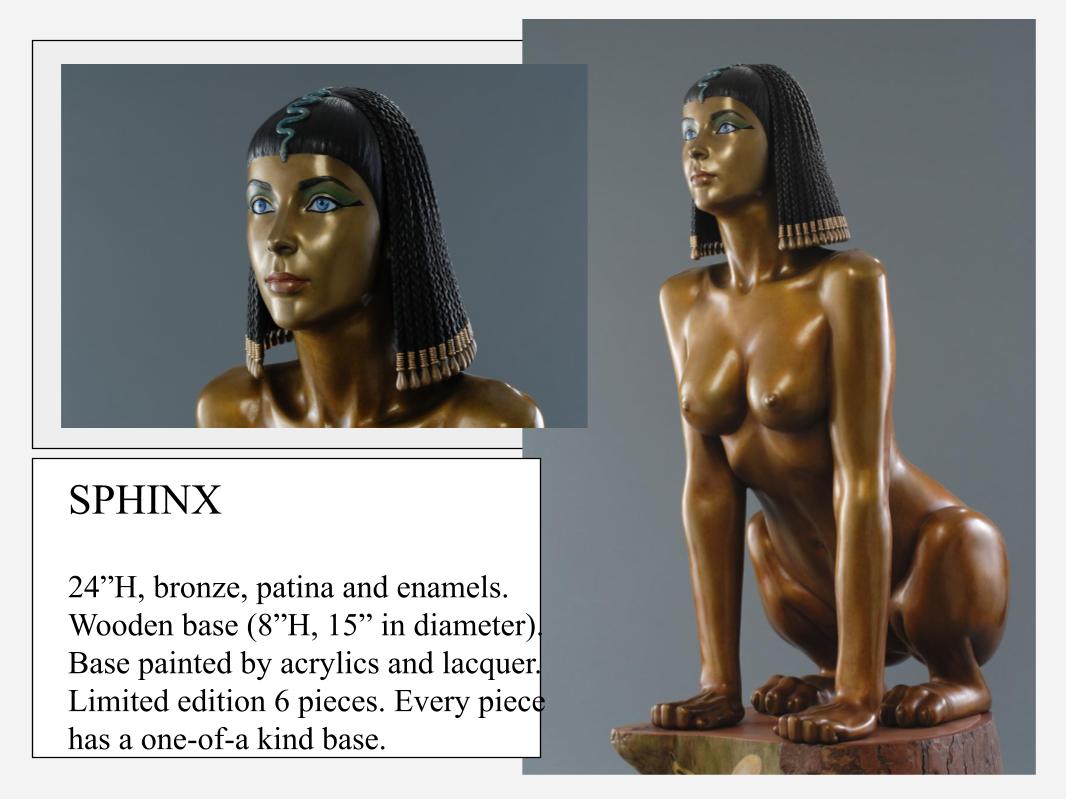 SPHINX
24”H, bronze, patina and enamels.
Wooden base (8”H, 15” in diameter).
Base painted by acrylics and lacquer.
Limited edition 6 pieces. Every piece
has a one-of-a kind base.